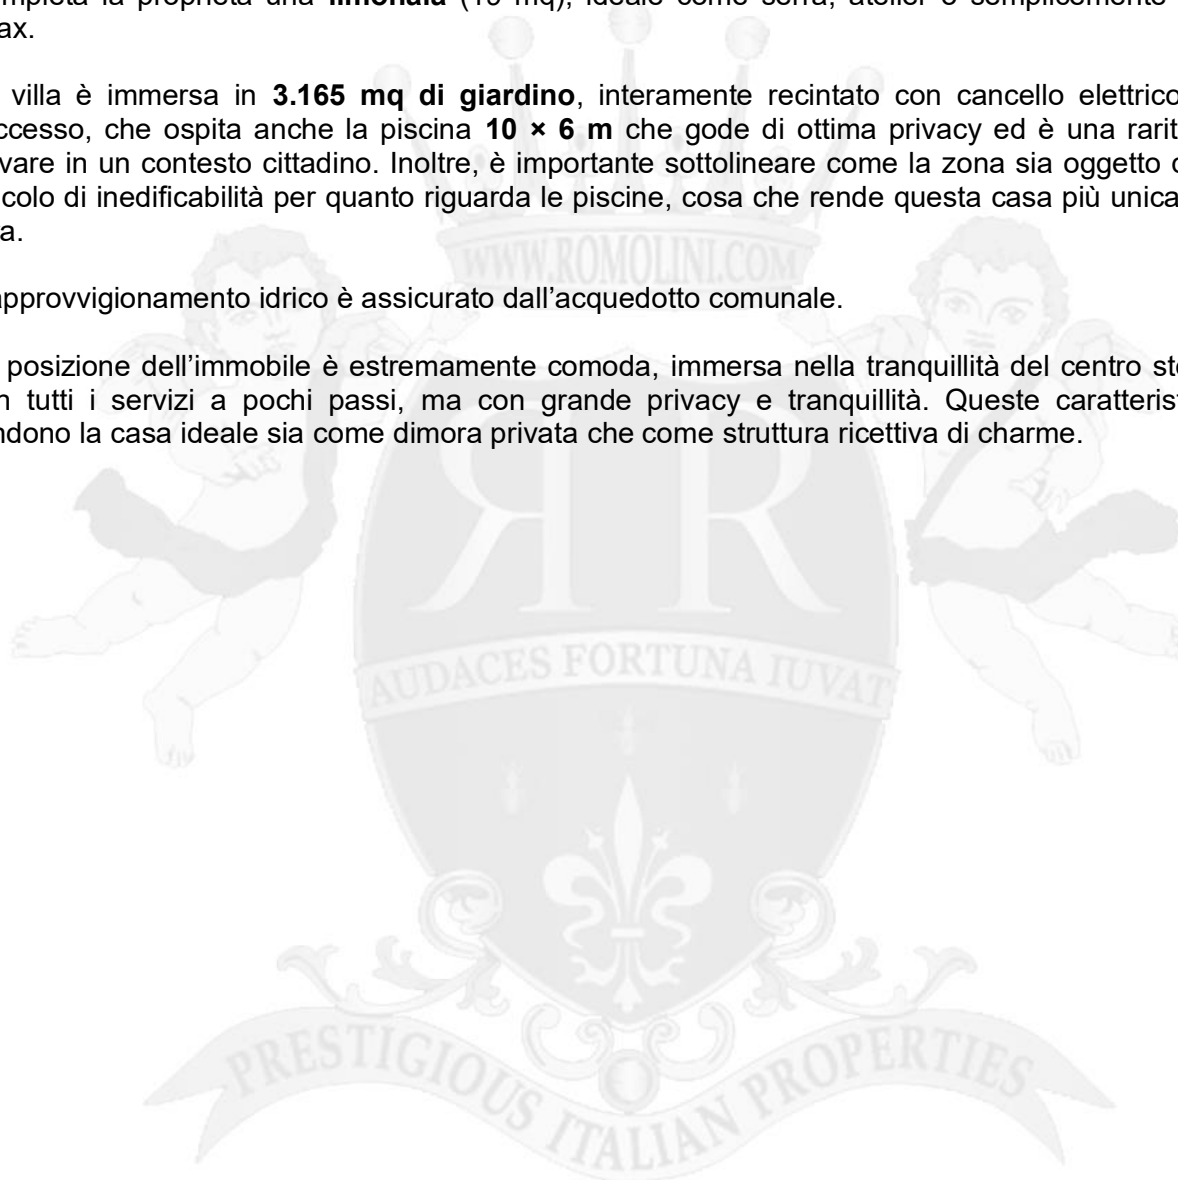 mpleta la proprietà una limonaia mq), ideale come serra, atelier o semplicemente
ax.
villa è immersa in 3.165 mq di giardino, interamente recintato con cancello elettrico
ccesso, che ospita anche la piscina 10 × 6 m che gode di ottima privacy ed è una rarit
vare in un contesto cittadino. Inoltre, è importante sottolineare come la zona sia oggetto
colo di inedificabilità per quanto riguarda le piscine, cosa che rende questa casa più unica
a.
WWW.ROMOLINI.COM
approvvigionamento idrico è assicurato dall’acquedotto comunale.
posizione dell’immobile è estremamente comoda, immersa nella tranquillità del centro sto
n tutti i servizi a pochi passi, ma con grande privacy e tranquillità. Queste caratterist
ndono la casa ideale sia come dimora privata che come struttura ricettiva di charme.
RR
AUDACES FORTUNA IUVAT
PRESTIGIOUS ITALIAN PROPERTIES